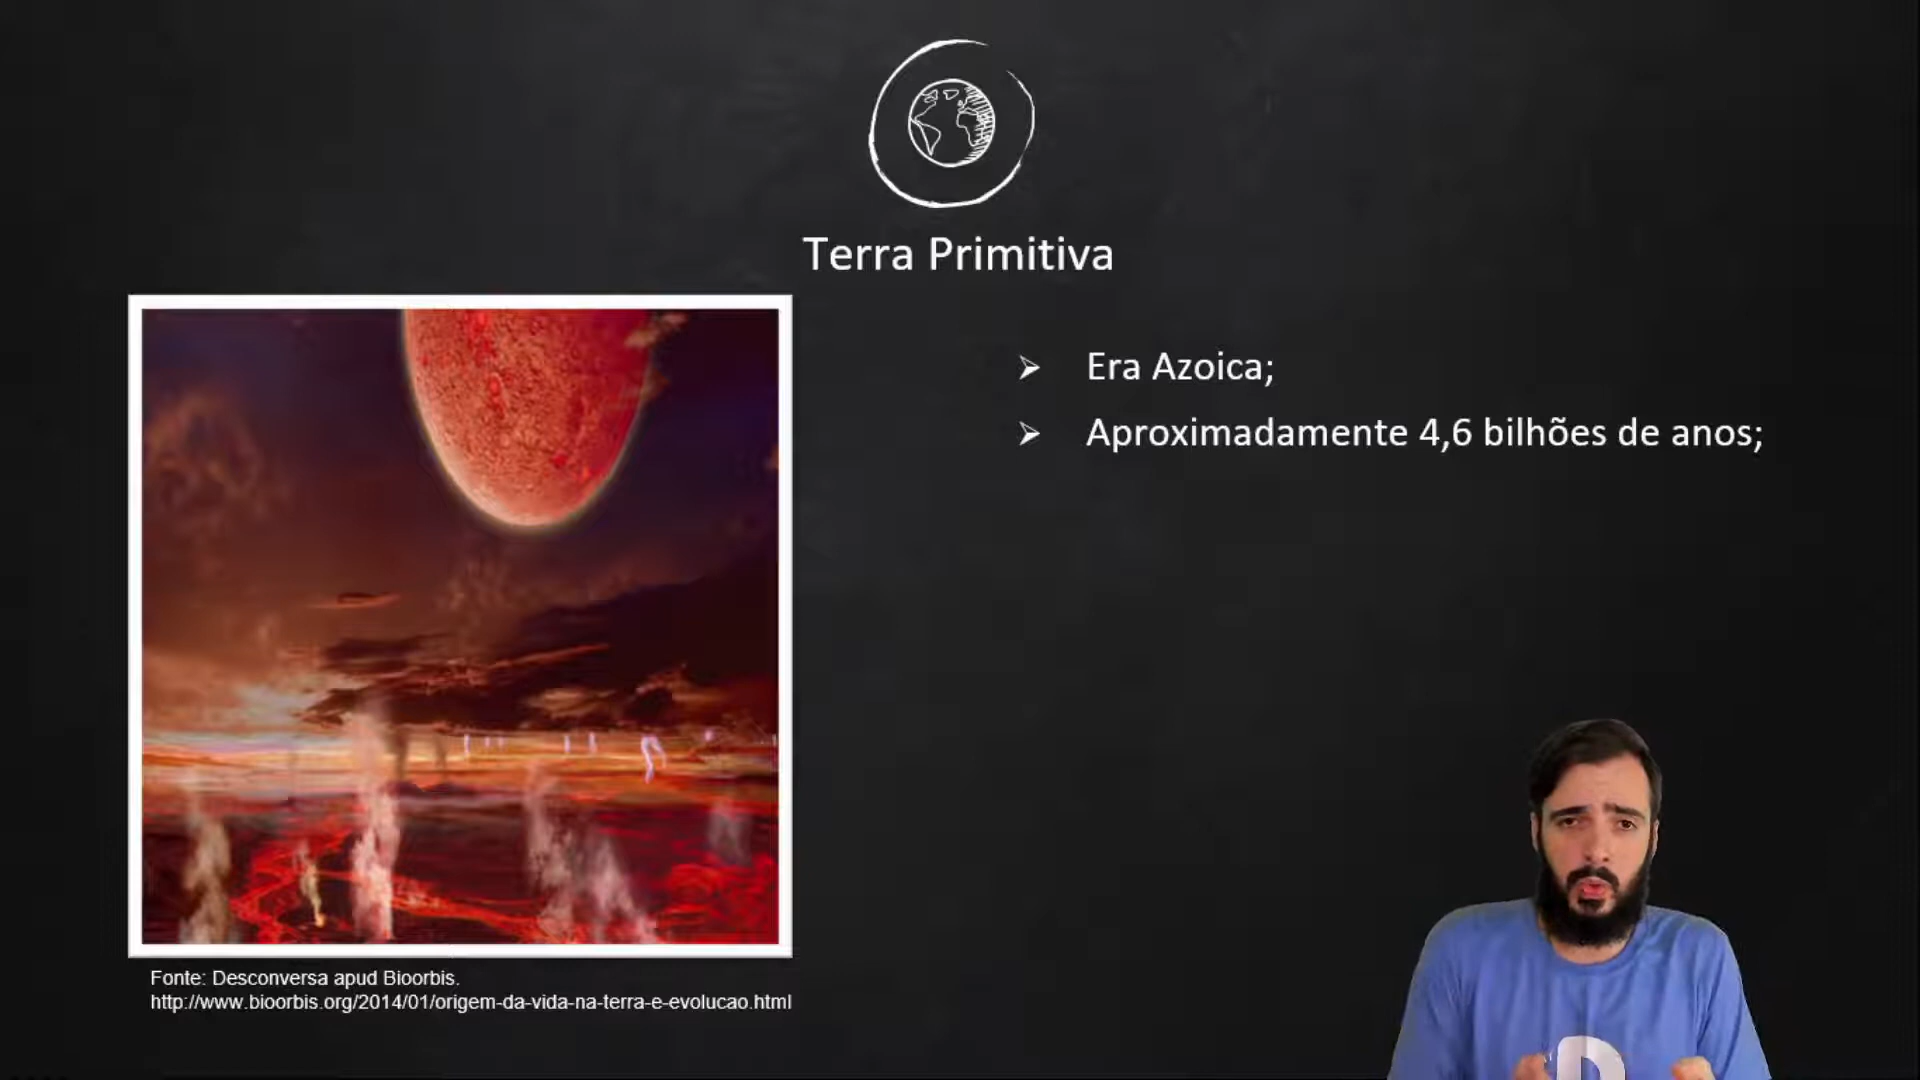 Terra Primitiva
Era Azoica;
Aproximadamente 4,6 bilhões de anos;
Fonte: Desconversa apud Bioorbis.
http://www.bioorbis.org/2014/01/origem-da-vida-na-terra-e-evolucao.html
D